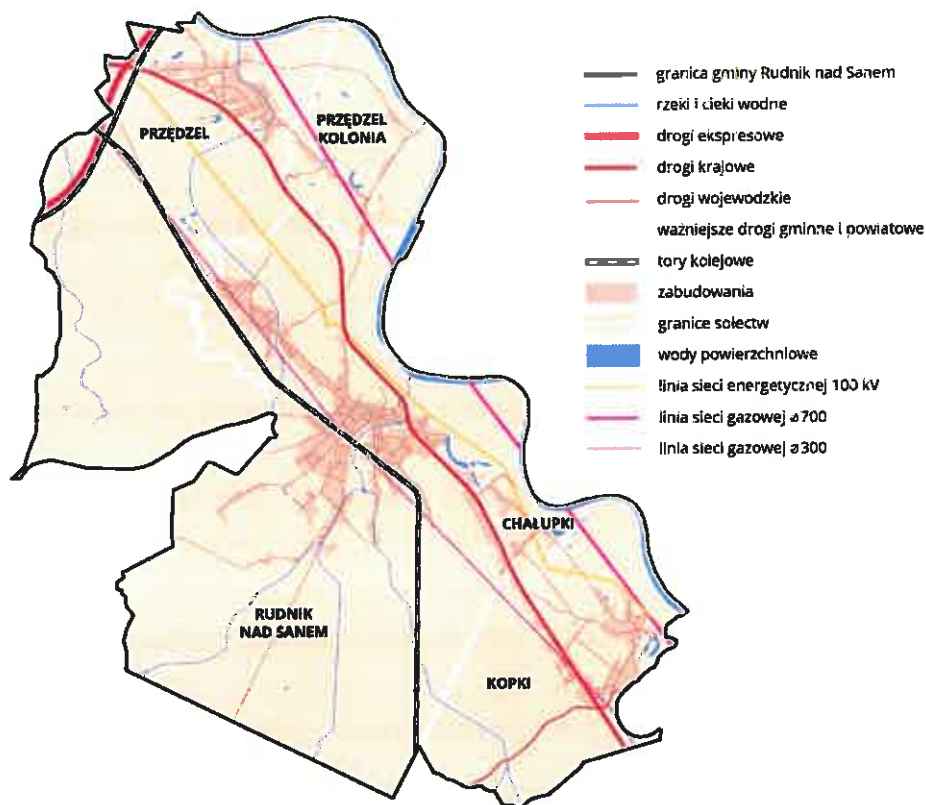 PRZĘDZEL
PRZĘDZEL
KOLONIA
CHAŁUPKI
RUDNIK
NAD SANEM
KOPKI
granica gminy Rudnik nad Sanem
rzeki i cieki wodne
drogi ekspresowe
drogi krajowe
drogi wojewodzkie
ważniejsze drogi gminne i powiatowe
tory kolejowe
zabudowania
granice sołectw
wody powierzchniowe
linia sieci energetycznej 100 kV
linia sieci gazowej ø700
linia sieci gazowej ø300